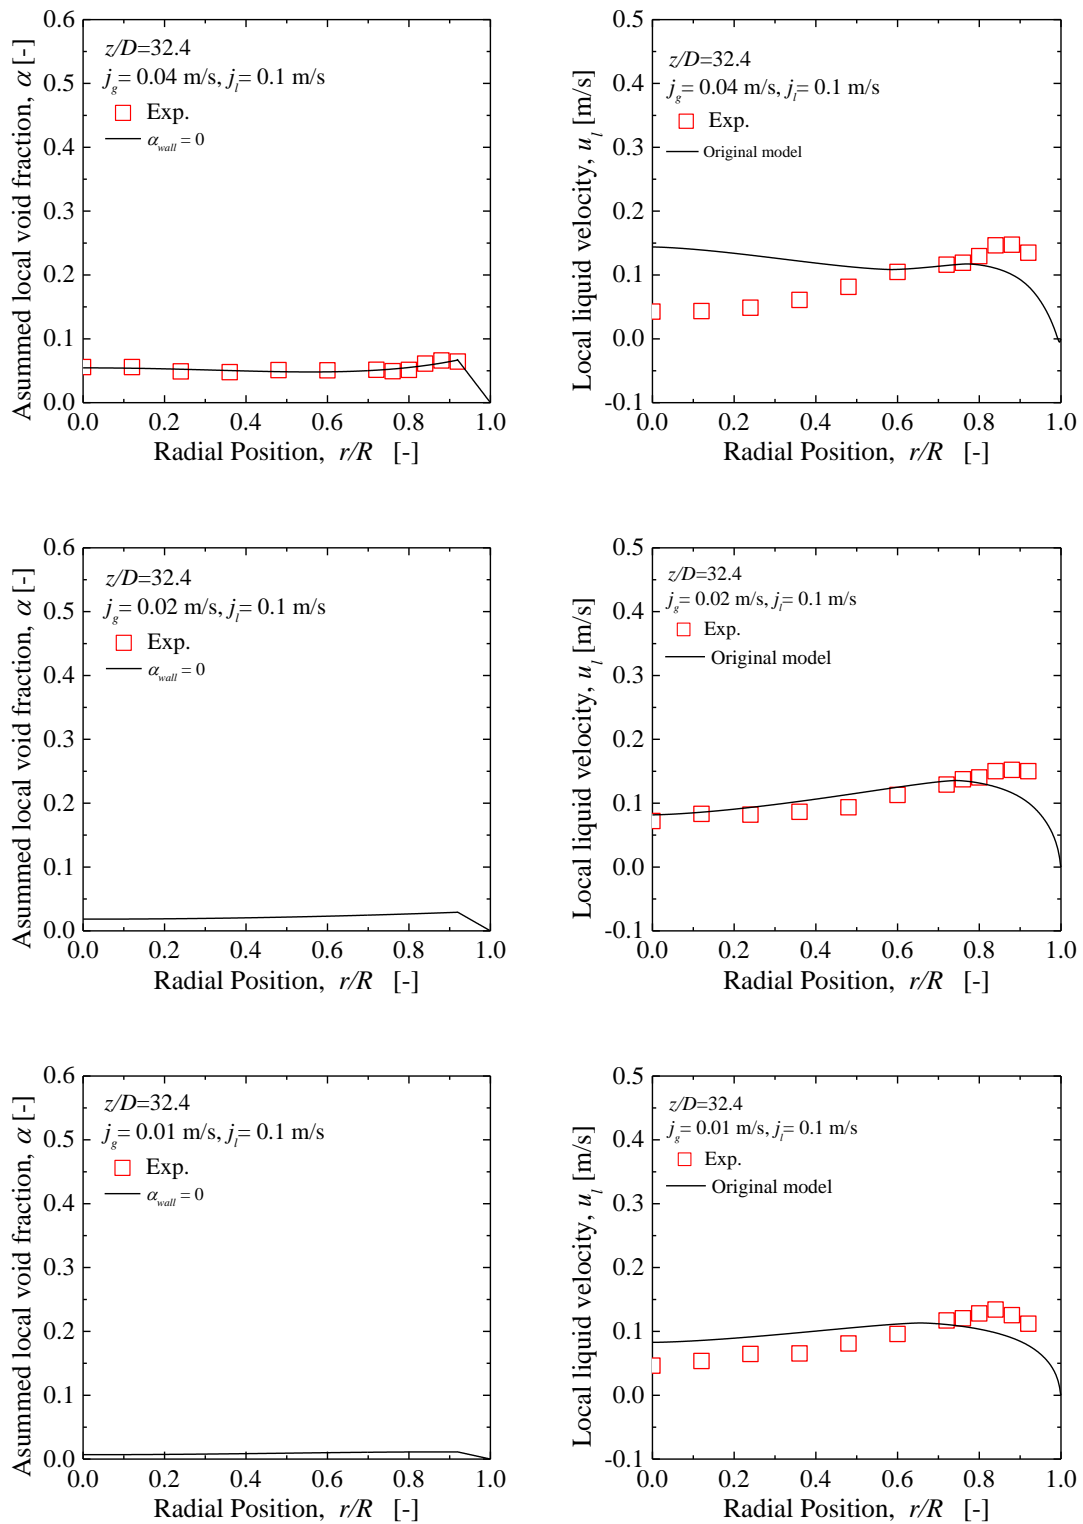 Asummed local void fraction, α [-]
0.6
0.5
0.4
0.3
0.2
0.1
0.0
z/D=32.4
j_g= 0.04 m/s, j_l= 0.1 m/s
Exp.
α_wall = 0
0.0 0.2 0.4 0.6 0.8 1.0
Radial Position, r/R [-]
Local liquid velocity, u_l [m/s]
0.5
0.4
0.3
0.2
0.1
0.0
-0.1
z/D=32.4
j_g= 0.04 m/s, j_l= 0.1 m/s
Exp.
Original model
0.0 0.2 0.4 0.6 0.8 1.0
Radial Position, r/R [-]
Asummed local void fraction, α [-]
0.6
0.5
0.4
0.3
0.2
0.1
0.0
z/D=32.4
j_g= 0.02 m/s, j_l= 0.1 m/s
Exp.
α_wall = 0
0.0 0.2 0.4 0.6 0.8 1.0
Radial Position, r/R [-]
Local liquid velocity, u_l [m/s]
0.5
0.4
0.3
0.2
0.1
0.0
-0.1
z/D=32.4
j_g= 0.02 m/s, j_l= 0.1 m/s
Exp.
Original model
0.0 0.2 0.4 0.6 0.8 1.0
Radial Position, r/R [-]
Asummed local void fraction, α [-]
0.6
0.5
0.4
0.3
0.2
0.1
0.0
z/D=32.4
j_g= 0.01 m/s, j_l= 0.1 m/s
Exp.
α_wall = 0
0.0 0.2 0.4 0.6 0.8 1.0
Radial Position, r/R [-]
Local liquid velocity, u_l [m/s]
0.5
0.4
0.3
0.2
0.1
0.0
-0.1
z/D=32.4
j_g= 0.01 m/s, j_l= 0.1 m/s
Exp.
Original model
0.0 0.2 0.4 0.6 0.8 1.0
Radial Position, r/R [-]